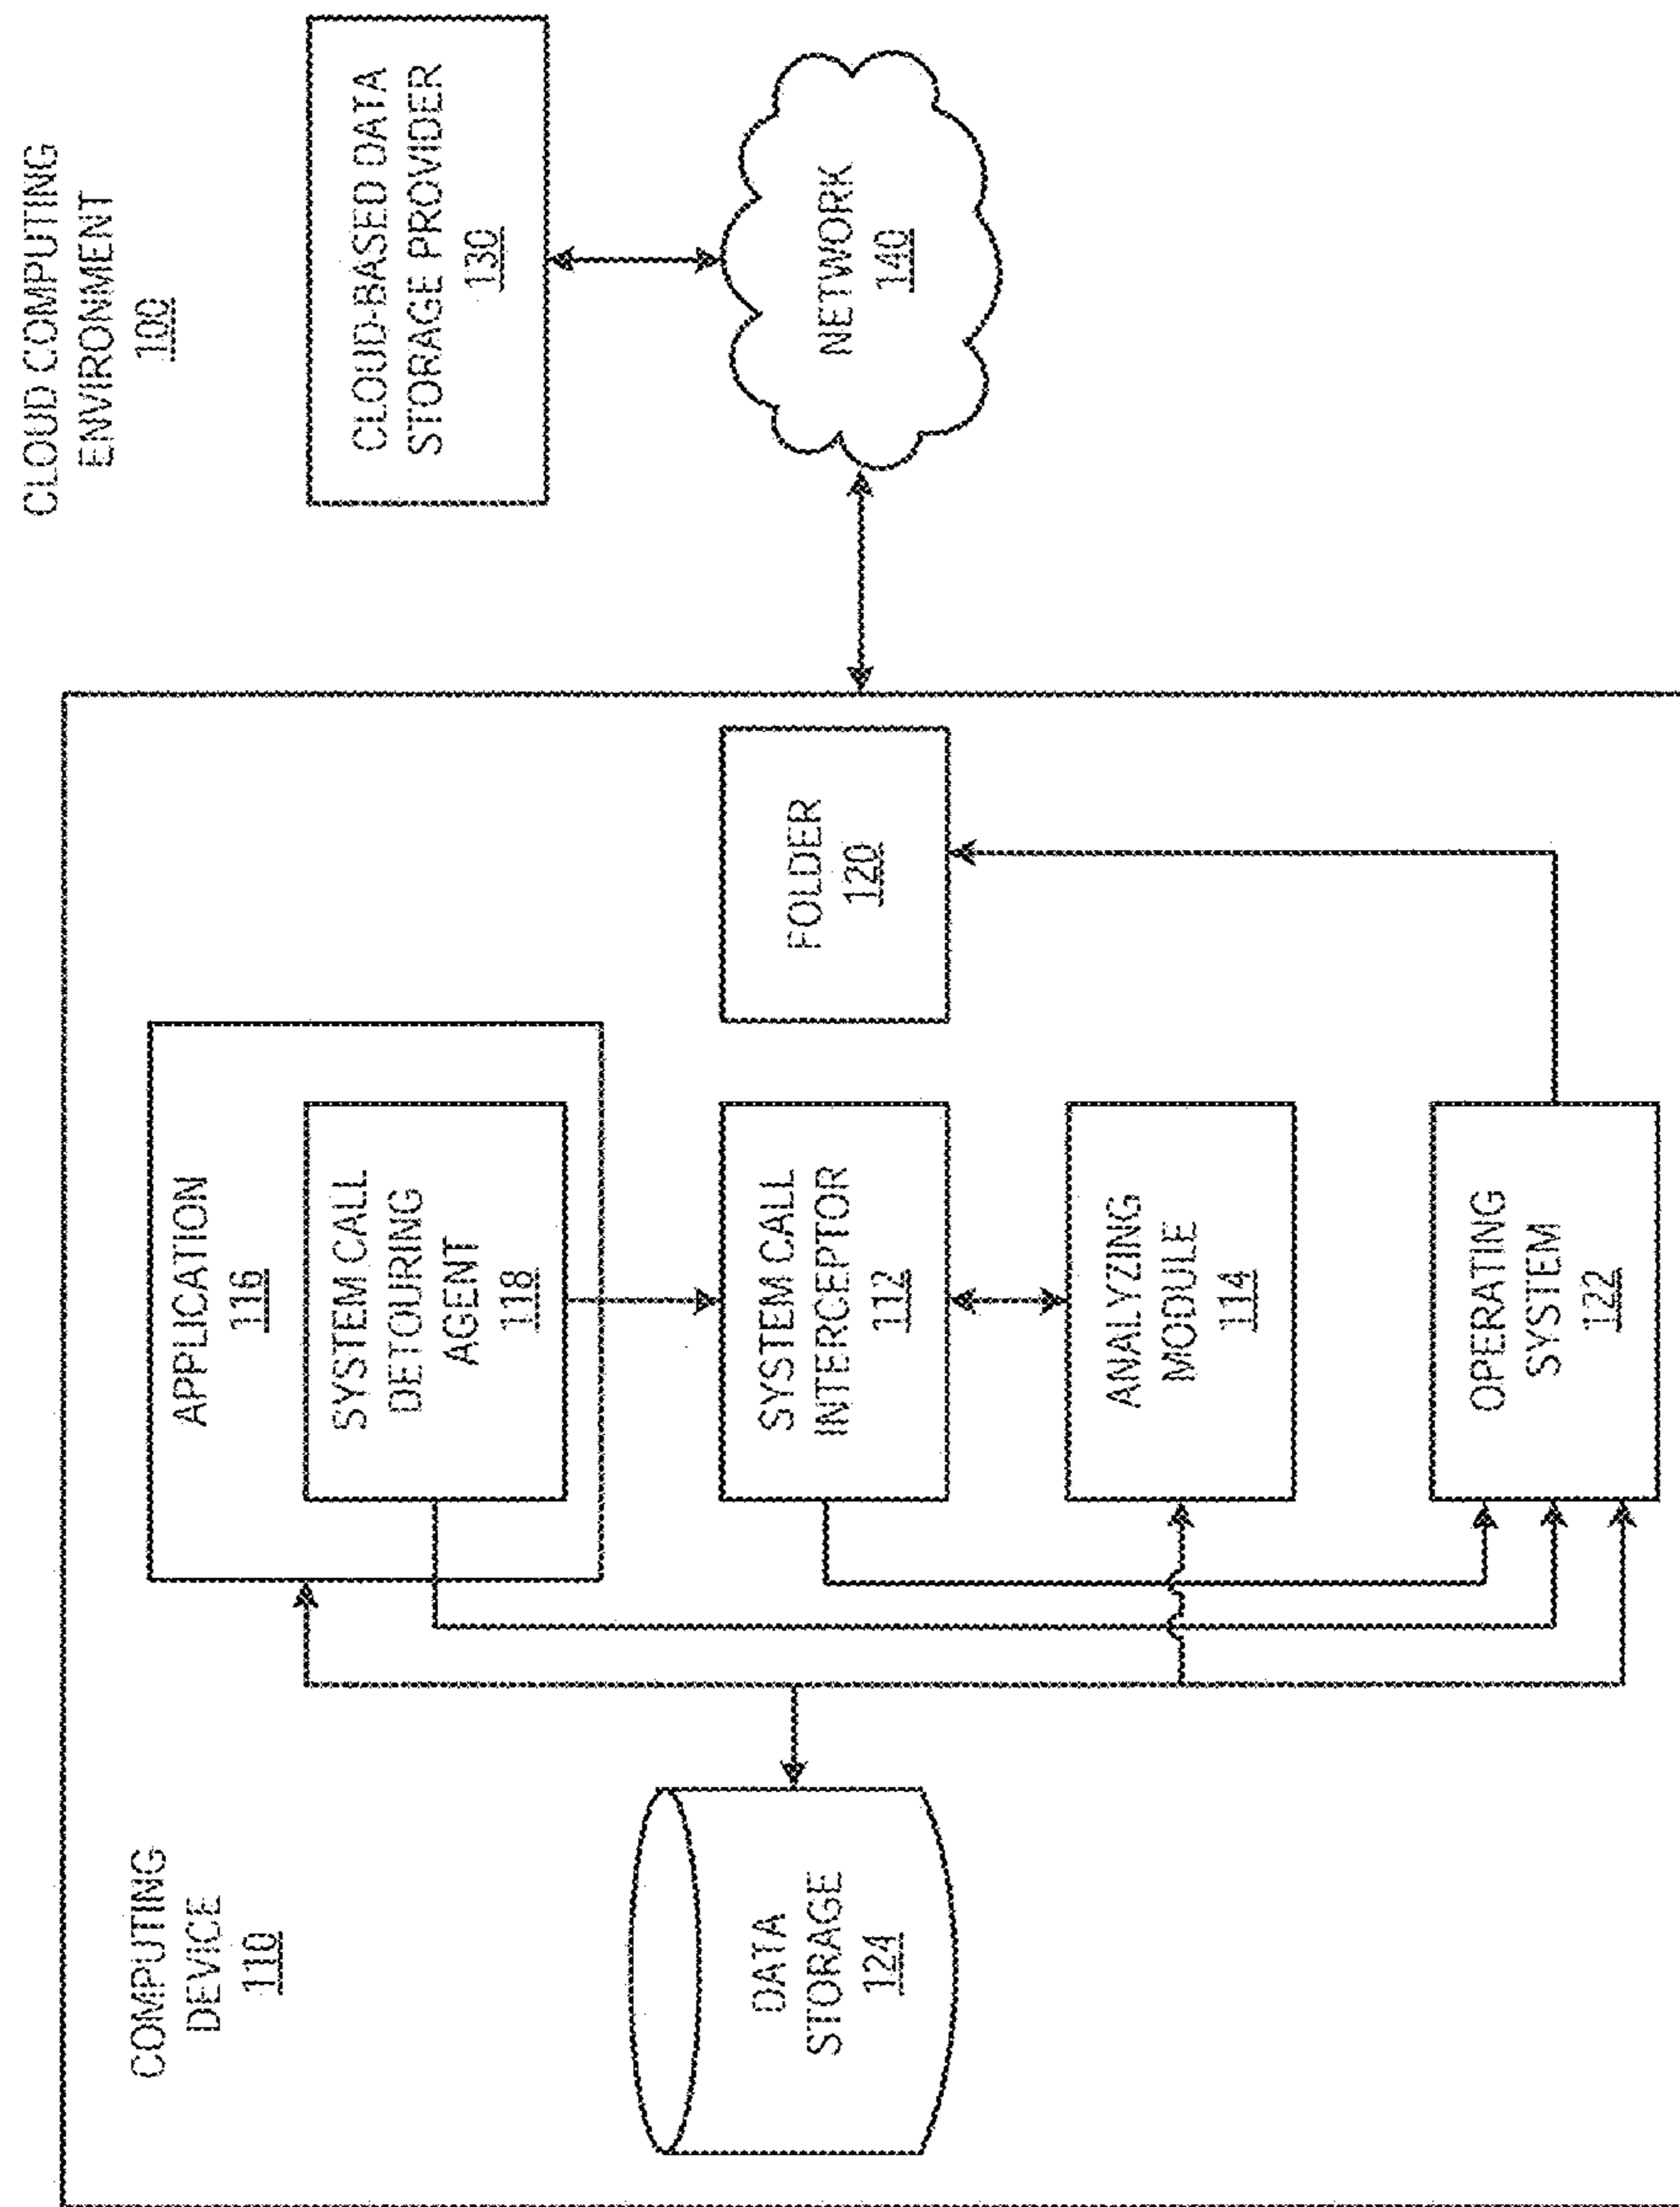 CLOUD COMPUTING
ENVIRONMENT
100
COMPUTING
DEVICE
110
APPLICATION
116
SYSTEM CALL
DETOURING
AGENT
118
CLOUD-BASED DATA
STORAGE PROVIDER
130
DATA
STORAGE
124
SYSTEM CALL
INTERCEPTOR
112
FOLDER
120
NETWORK
140
ANALYZING
MODULE
114
OPERATING
SYSTEM
122